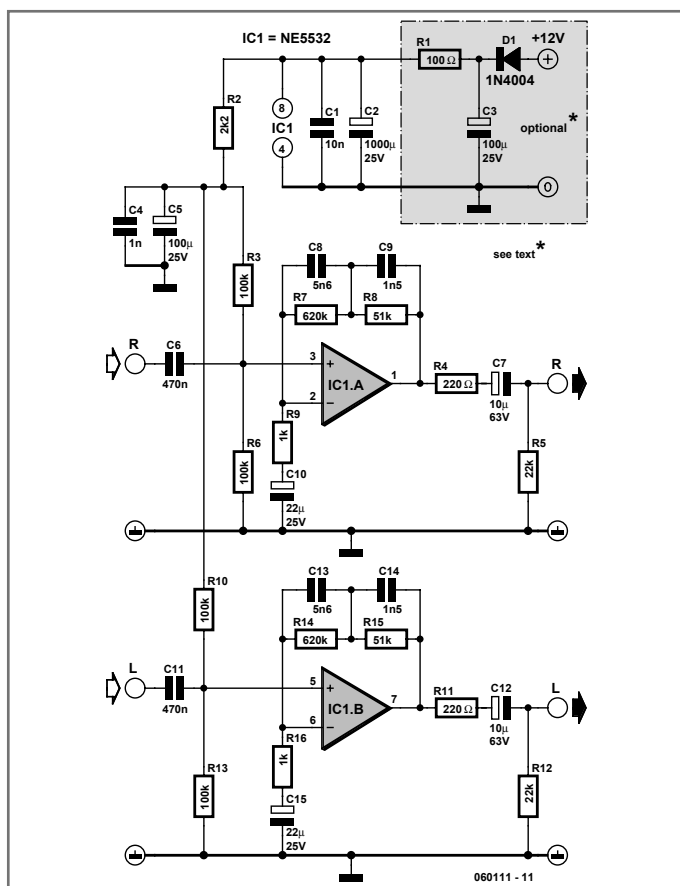 IC1 = NE5532
R1
100Ω
D1
1N4004
+12V
R2
2k2
8
IC1
4
C1
10n
C2
1000µ
25V
C3
100µ
25V
optional*
0
see text*
C4
1n
C5
100µ
25V
R3
100k
C8
5n6
C9
1n5
R7
620k
R8
51k
R
C6
470n
3
+
IC1.A
2
–
1
R4
220Ω
C7
10µ
63V
R
R9
1k
C10
22µ
25V
R6
100k
R5
22k
R10
100k
C13
5n6
C14
1n5
R14
620k
R15
51k
L
C11
470n
5
+
IC1.B
6
–
7
R11
220Ω
C12
10µ
63V
L
R16
1k
C15
22µ
25V
R13
100k
R12
22k
060111 - 11